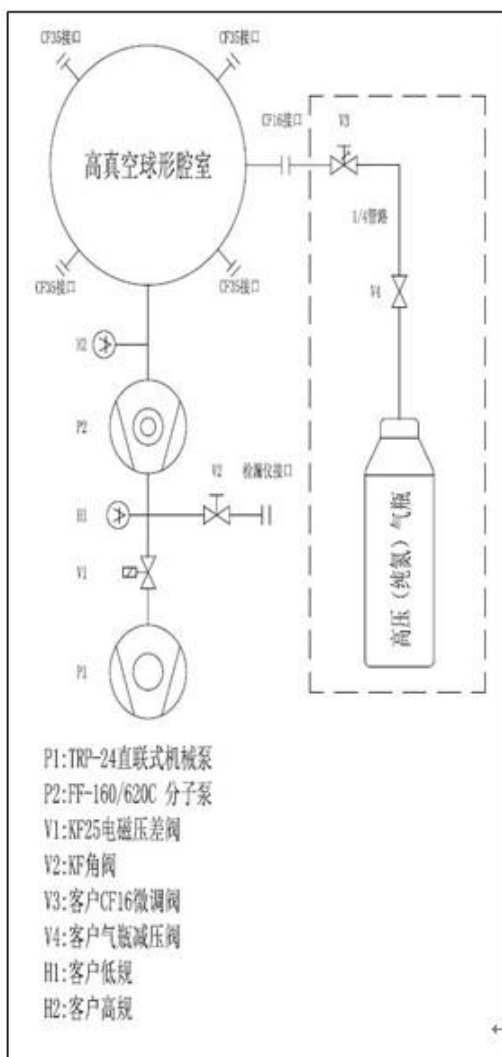 CF35接口
CF35接口
CF16接口
V3
高真空球形腔室
1/4管路
CF35接口
CF35接口
V4
H2
P2
V2
检漏仪接口
H1
V1
高压（纯氮）气瓶
P1
P1:TRP-24直联式机械泵
P2:FF-160/620C 分子泵
V1:KF25电磁压差阀
V2:KF角阀
V3:客户CF16微调阀
V4:客户气瓶减压阀
H1:客户低规
H2:客户高规